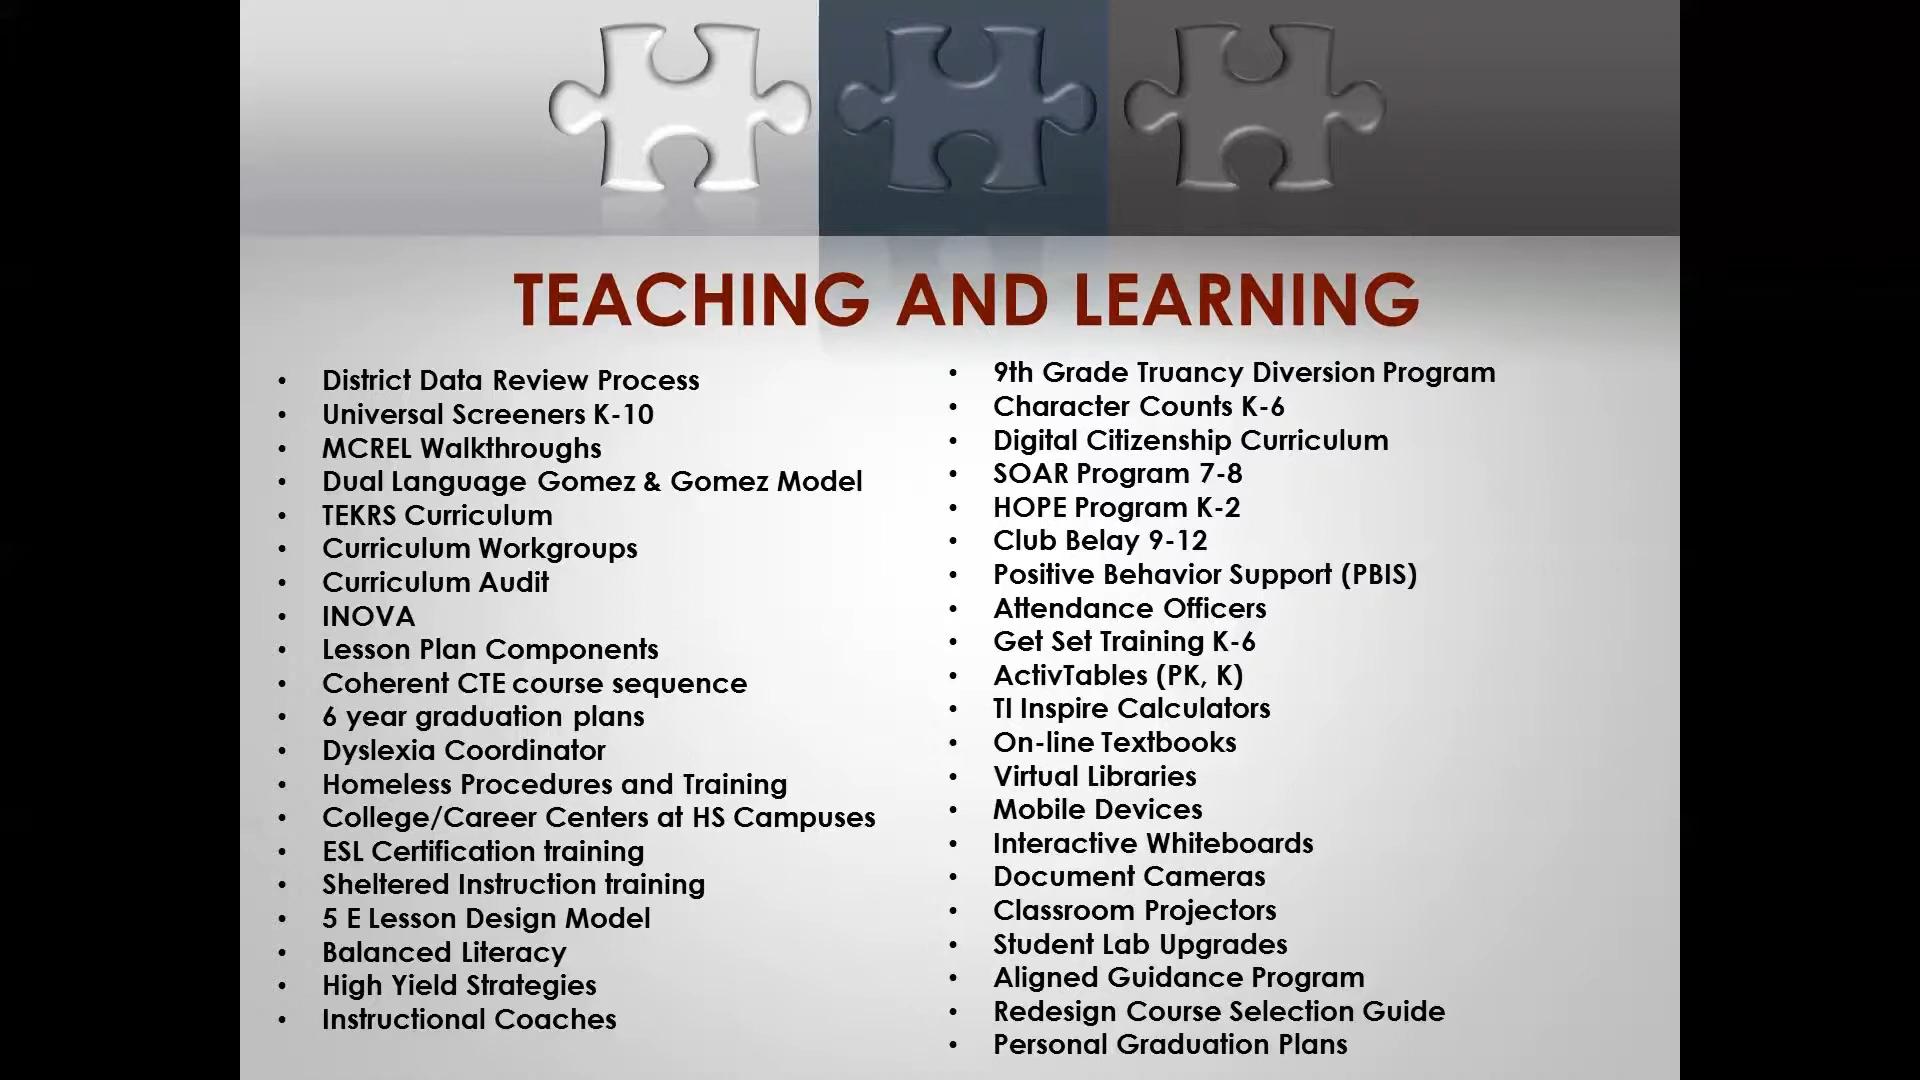 TEACHING AND LEARNING
• District Data Review Process
• Universal Screeners K-10
• MCREL Walkthroughs
• Dual Language Gomez & Gomez Model
• TEKRS Curriculum
• Curriculum Workgroups
• Curriculum Audit
• INOVA
• Lesson Plan Components
• Coherent CTE course sequence
• 6 year graduation plans
• Dyslexia Coordinator
• Homeless Procedures and Training
• College/Career Centers at HS Campuses
• ESL Certification training
• Sheltered Instruction training
• 5 E Lesson Design Model
• Balanced Literacy
• High Yield Strategies
• Instructional Coaches
• 9th Grade Truancy Diversion Program
• Character Counts K-6
• Digital Citizenship Curriculum
• SOAR Program 7-8
• HOPE Program K-2
• Club Belay 9-12
• Positive Behavior Support (PBIS)
• Attendance Officers
• Get Set Training K-6
• ActivTables (PK, K)
• TI Inspire Calculators
• On-line Textbooks
• Virtual Libraries
• Mobile Devices
• Interactive Whiteboards
• Document Cameras
• Classroom Projectors
• Student Lab Upgrades
• Aligned Guidance Program
• Redesign Course Selection Guide
• Personal Graduation Plans